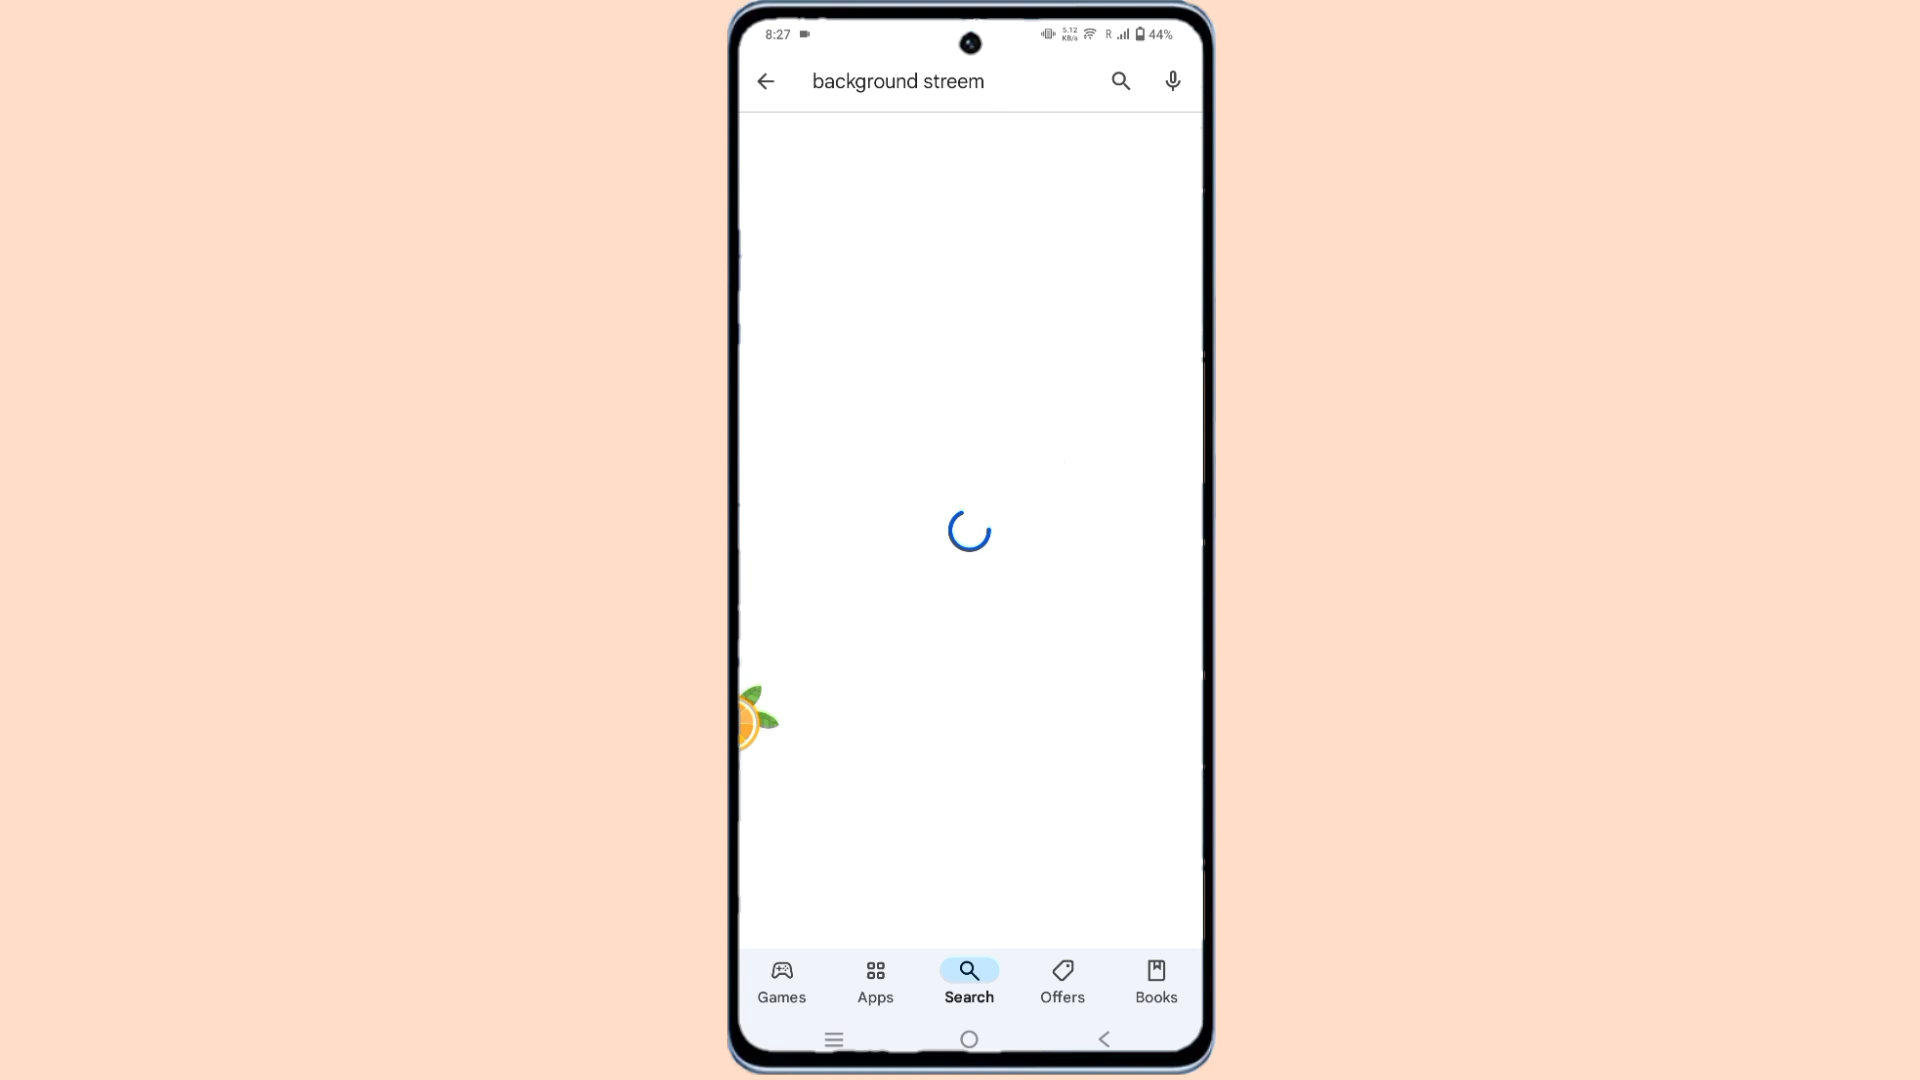 8:27 5.12 KB/s R 44%
background streem
Games Apps Search Offers Books